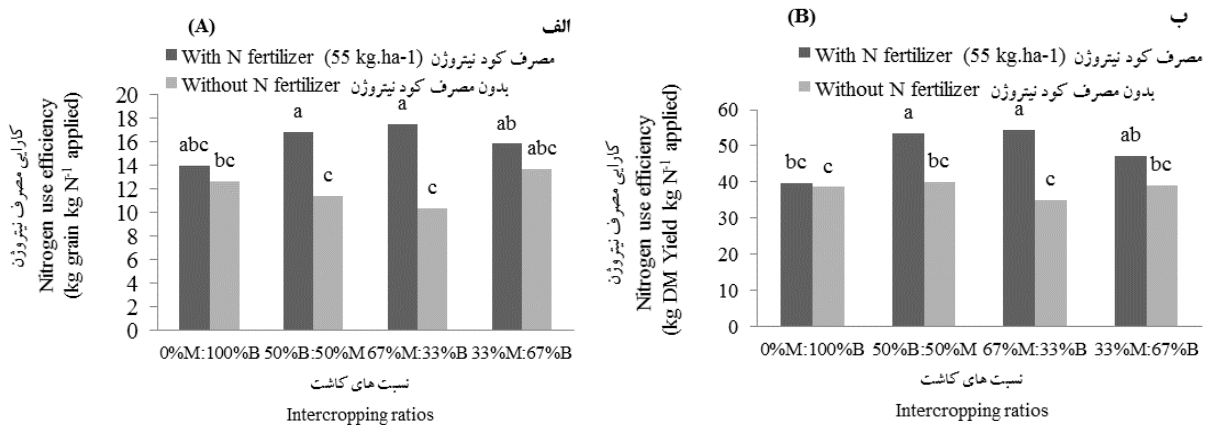 (A) الف
With N fertilizer (55 kg.ha-1) مصرف کود نیتروژن
Without N fertilizer بدون مصرف کود نیتروژن
کارایی مصرف نیتروژن
Nitrogen use efficiency
(kg grain kg N⁻¹ applied)
20
18
16
14
12
10
8
6
4
2
0
abc
bc
a
c
a
c
ab
abc
0%M:100%B 50%B:50%M 67%M:33%B 33%M:67%B
نسبت های کاشت
Intercropping ratios
(B) ب
With N fertilizer (55 kg.ha-1) مصرف کود نیتروژن
Without N fertilizer بدون مصرف کود نیتروژن
کارایی مصرف نیتروژن
Nitrogen use efficiency
(kg DM Yield kg N⁻¹ applied)
60
50
40
30
20
10
0
bc
c
a
bc
a
c
ab
bc
0%M:100%B 50%B:50%M 67%M:33%B 33%M:67%B
نسبت های کاشت
Intercropping ratios